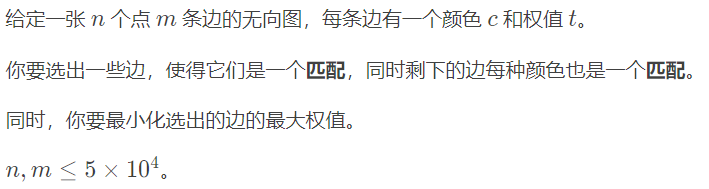 给定一张 n 个点 m 条边的无向图，每条边有一个颜色 c 和权值 t。
你要选出一些边，使得它们是一个匹配，同时剩下的边每种颜色也是一个匹配。
同时，你要最小化选出的边的最大权值。
n, m ≤ 5 × 10⁴。